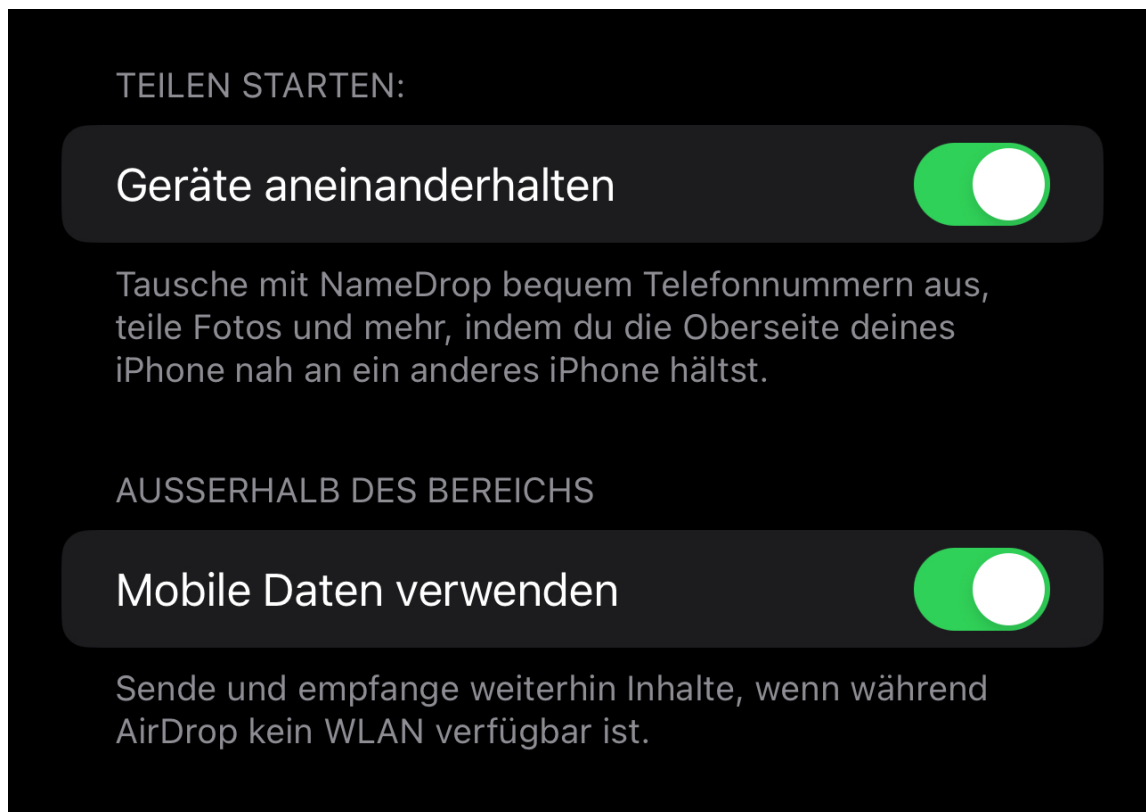 TEILEN STARTEN:
Geräte aneinanderhalten
Tausche mit NameDrop bequem Telefonnummern aus,
teile Fotos und mehr, indem du die Oberseite deines
iPhone nah an ein anderes iPhone hältst.
AUSSERHALB DES BEREICHS
Mobile Daten verwenden
Sende und empfange weiterhin Inhalte, wenn während
AirDrop kein WLAN verfügbar ist.